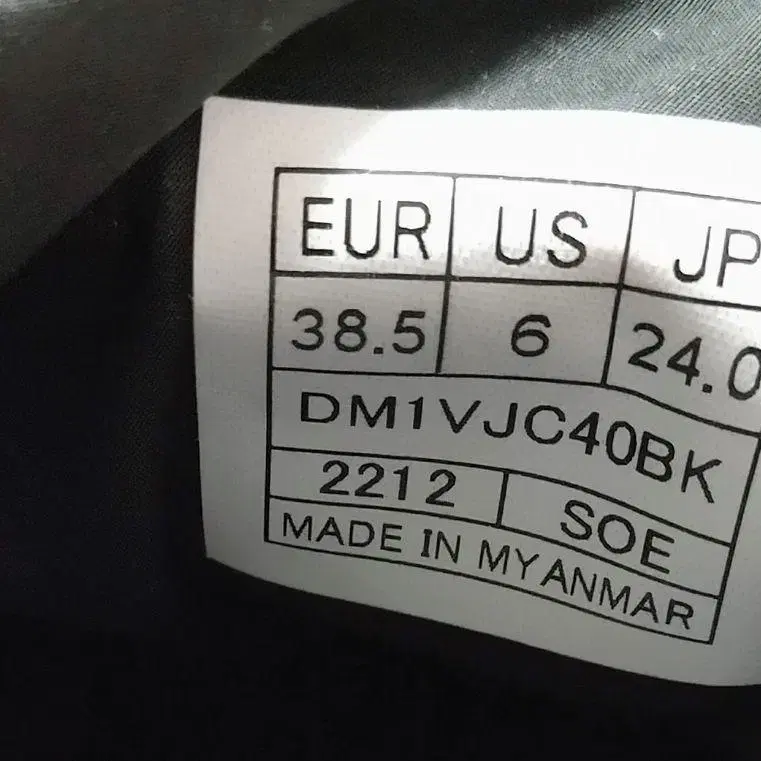 EUR US JP
38.5 6 24.0
DM1VJC40BK
2212 SOE
MADE IN MYANMAR